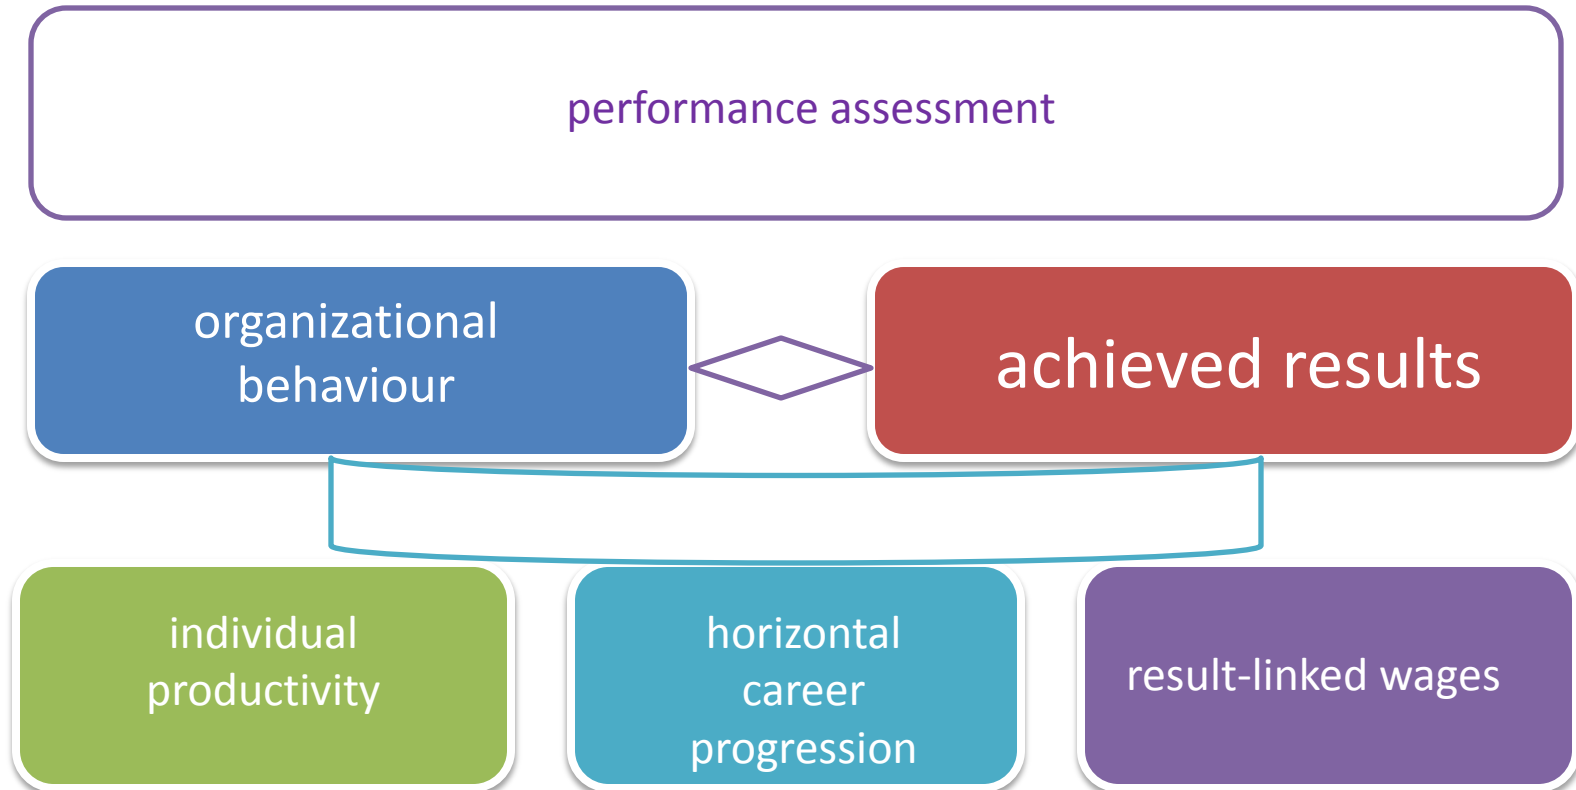 performance assessment
organizational
behaviour
achieved results
individual
productivity
horizontal
career
progression
result-linked wages